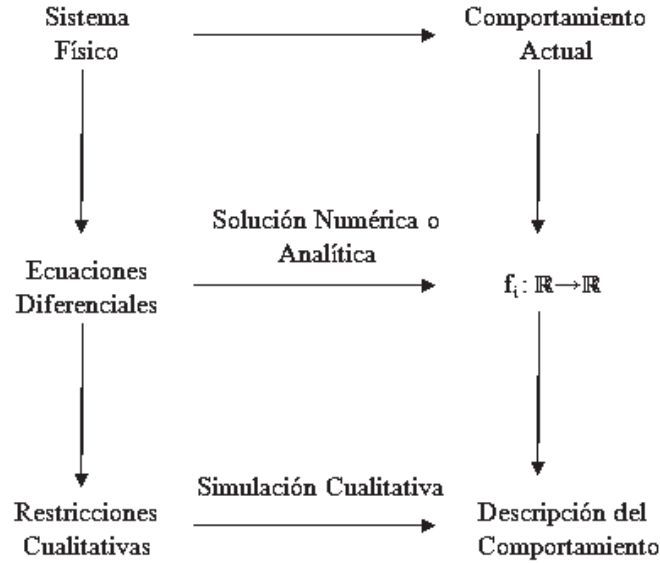 Sistema
Físico
Comportamiento
Actual
Solución Numérica o
Analítica
Ecuaciones
Diferenciales
fᵢ: ℝ→ℝ
Simulación Cualitativa
Restricciones
Cualitativas
Descripción del
Comportamiento